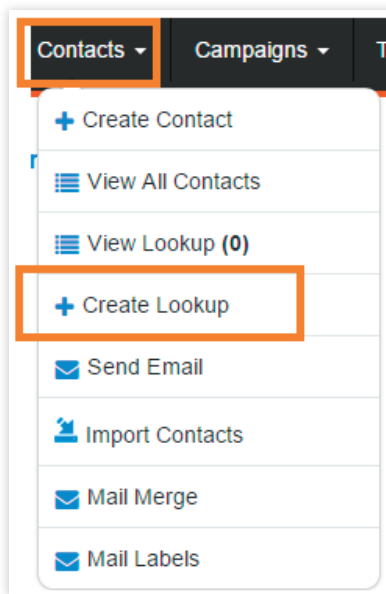 Contacts Campaigns T
Create Contact
View All Contacts
View Lookup (0)
Create Lookup
Send Email
Import Contacts
Mail Merge
Mail Labels